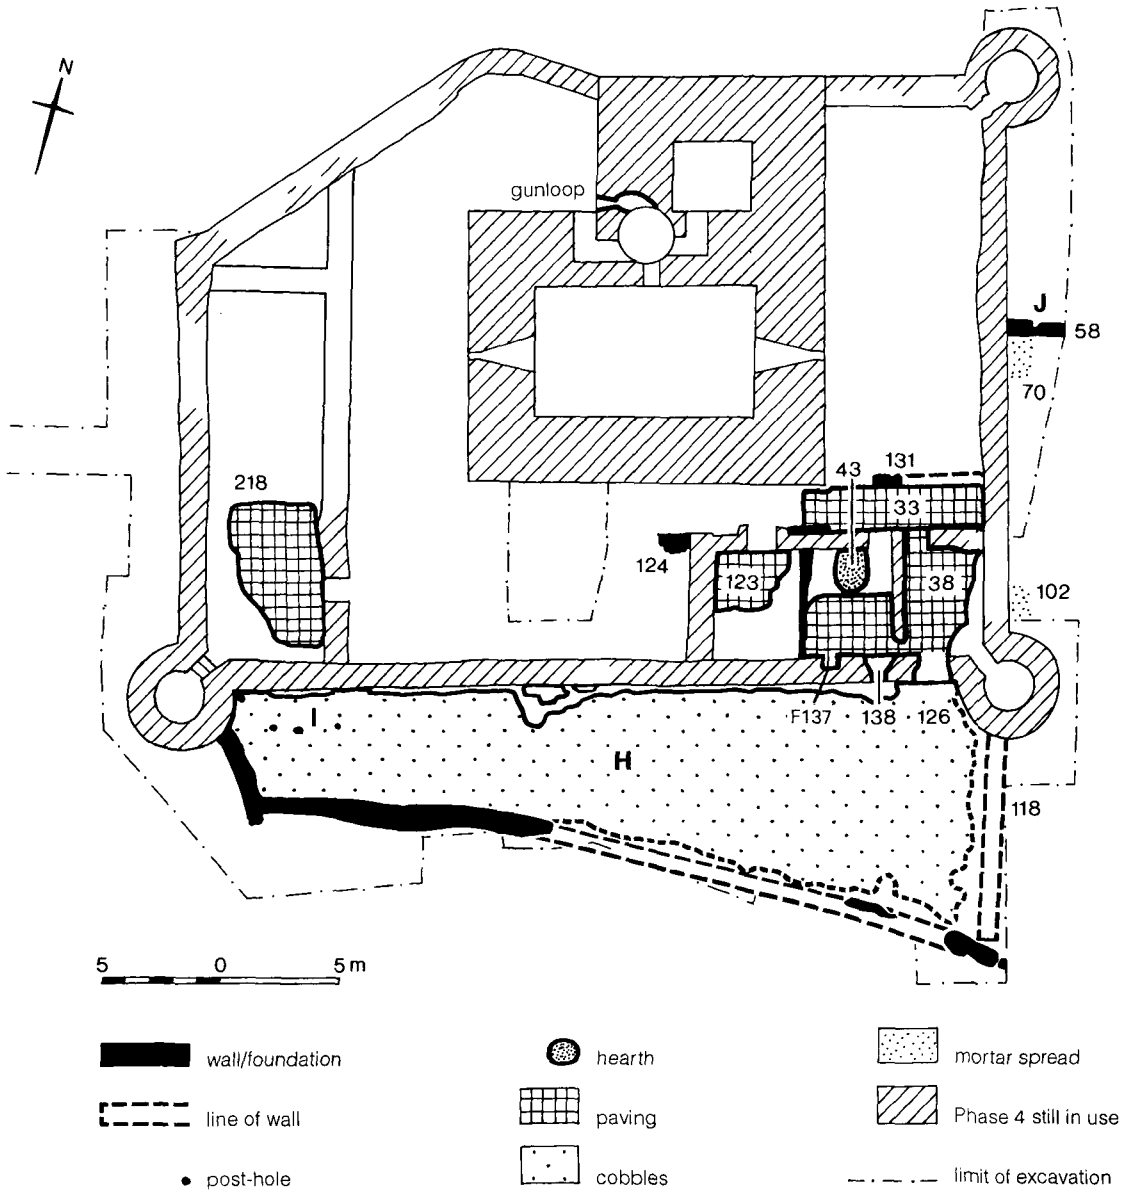 N
gunloop
J
58
70
43
131
218
33
124
123
38
102
I
F137
138
126
H
118
5 0 5 m
wall/foundation
hearth
mortar spread
line of wall
paving
Phase 4 still in use
post-hole
cobbles
limit of excavation